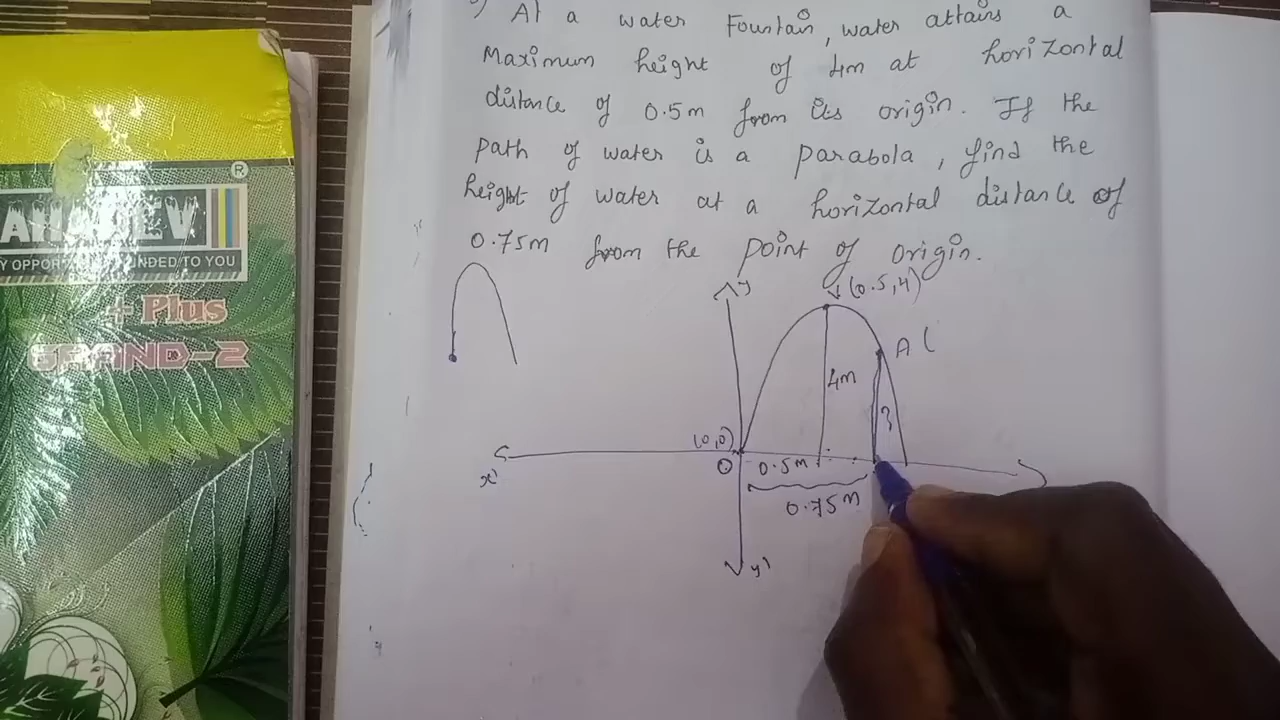 At a water Fountain, water attains a
Maximum height of 4m at horizontal
distance of 0.5m from its origin. If the
path of water is a parabola, find the
height of water at a horizontal distance of
0.75m from the point of origin.
y
(0.5,4)
A (
4m
?
(0,0)
O
0.5m
x'
0.75m
y'
®
+ Plus
GRAND-2